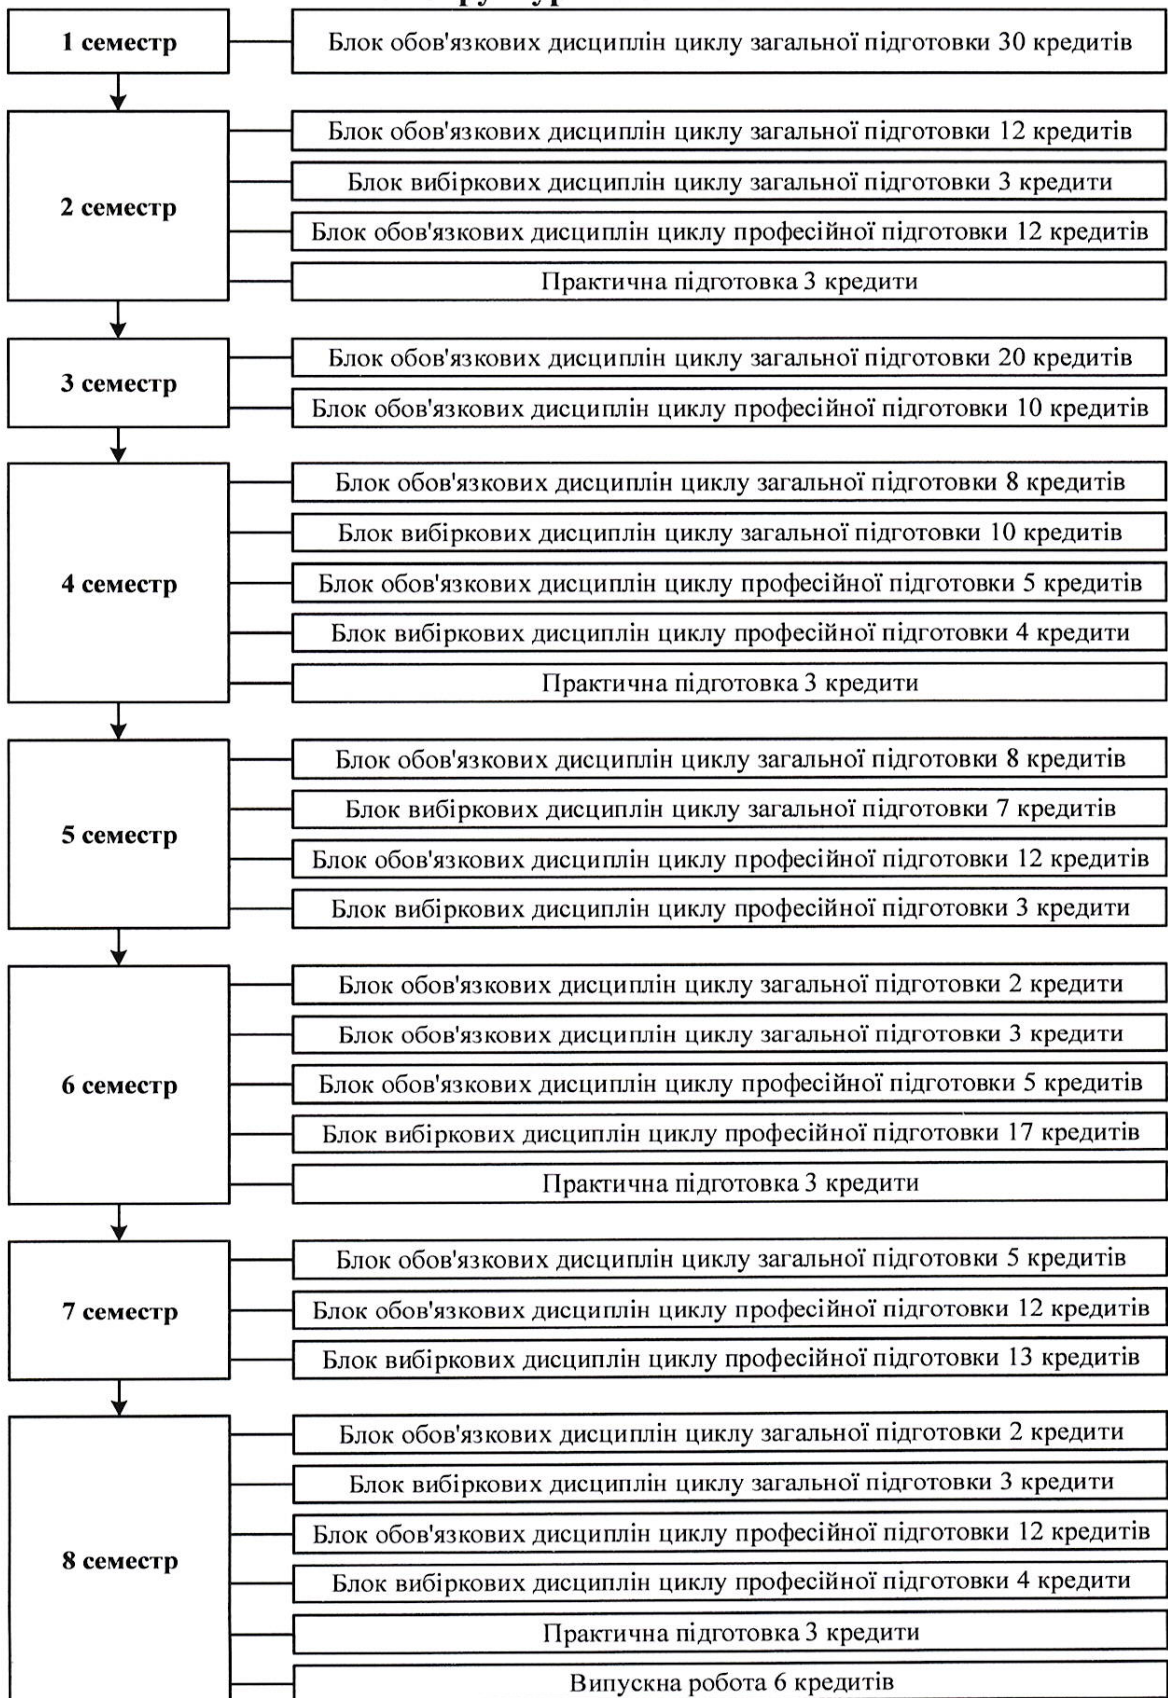 1 семестр
Блок обов'язкових дисциплін циклу загальної підготовки 30 кредитів
2 семестр
Блок обов'язкових дисциплін циклу загальної підготовки 12 кредитів
Блок вибіркових дисциплін циклу загальної підготовки 3 кредити
Блок обов'язкових дисциплін циклу професійної підготовки 12 кредитів
Практична підготовка 3 кредити
3 семестр
Блок обов'язкових дисциплін циклу загальної підготовки 20 кредитів
Блок обов'язкових дисциплін циклу професійної підготовки 10 кредитів
4 семестр
Блок обов'язкових дисциплін циклу загальної підготовки 8 кредитів
Блок вибіркових дисциплін циклу загальної підготовки 10 кредитів
Блок обов'язкових дисциплін циклу професійної підготовки 5 кредитів
Блок вибіркових дисциплін циклу професійної підготовки 4 кредити
Практична підготовка 3 кредити
5 семестр
Блок обов'язкових дисциплін циклу загальної підготовки 8 кредитів
Блок вибіркових дисциплін циклу загальної підготовки 7 кредитів
Блок обов'язкових дисциплін циклу професійної підготовки 12 кредитів
Блок вибіркових дисциплін циклу професійної підготовки 3 кредити
6 семестр
Блок обов'язкових дисциплін циклу загальної підготовки 2 кредити
Блок обов'язкових дисциплін циклу загальної підготовки 3 кредити
Блок обов'язкових дисциплін циклу професійної підготовки 5 кредитів
Блок вибіркових дисциплін циклу професійної підготовки 17 кредитів
Практична підготовка 3 кредити
7 семестр
Блок обов'язкових дисциплін циклу загальної підготовки 5 кредитів
Блок обов'язкових дисциплін циклу професійної підготовки 12 кредитів
Блок вибіркових дисциплін циклу професійної підготовки 13 кредитів
8 семестр
Блок обов'язкових дисциплін циклу загальної підготовки 2 кредити
Блок вибіркових дисциплін циклу загальної підготовки 3 кредити
Блок обов'язкових дисциплін циклу професійної підготовки 12 кредитів
Блок вибіркових дисциплін циклу професійної підготовки 4 кредити
Практична підготовка 3 кредити
Випускна робота 6 кредитів